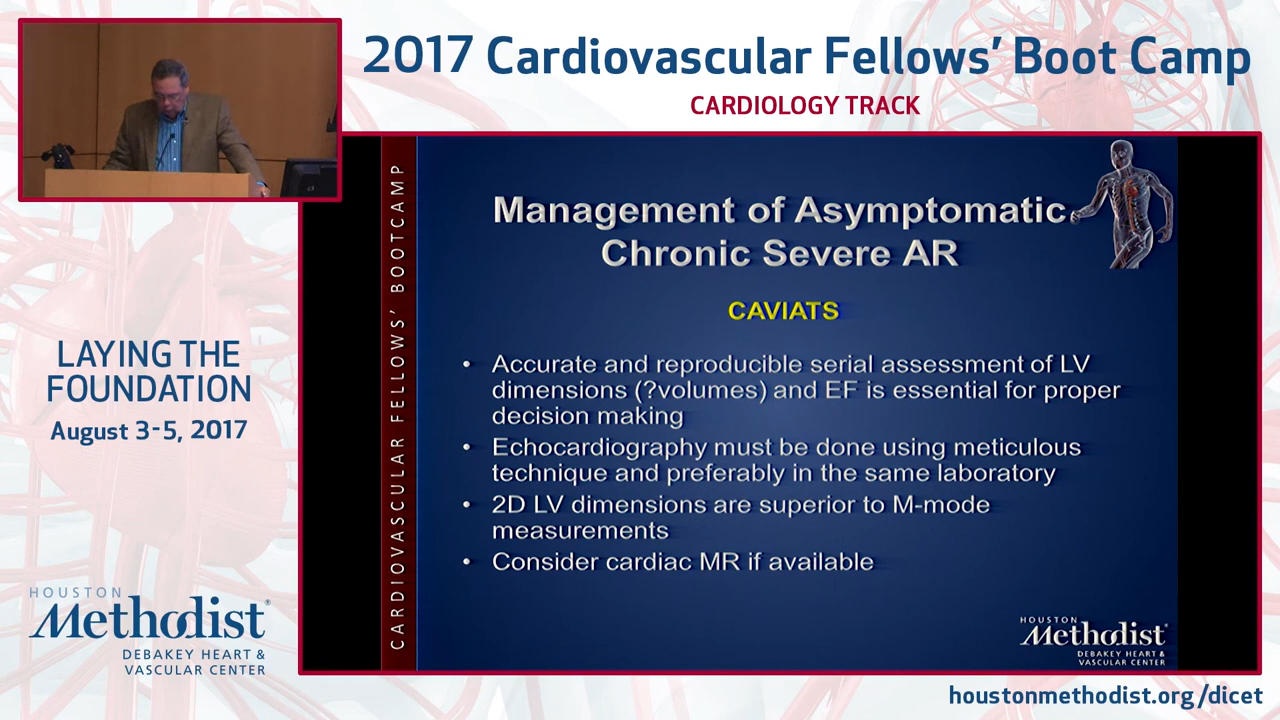 2017 Cardiovascular Fellows’ Boot Camp
CARDIOLOGY TRACK
LAYING THE
FOUNDATION
August 3-5, 2017
HOUSTON
Methodist®
DEBAKEY HEART &
VASCULAR CENTER
CARDIOVASCULAR FELLOWS’ BOOTCAMP
Management of Asymptomatic
Chronic Severe AR
CAVIATS
• Accurate and reproducible serial assessment of LV
dimensions (?volumes) and EF is essential for proper
decision making
• Echocardiography must be done using meticulous
technique and preferably in the same laboratory
• 2D LV dimensions are superior to M-mode
measurements
• Consider cardiac MR if available
HOUSTON
Methodist®
DEBAKEY HEART &
VASCULAR CENTER
houstonmethodist.org/dicet